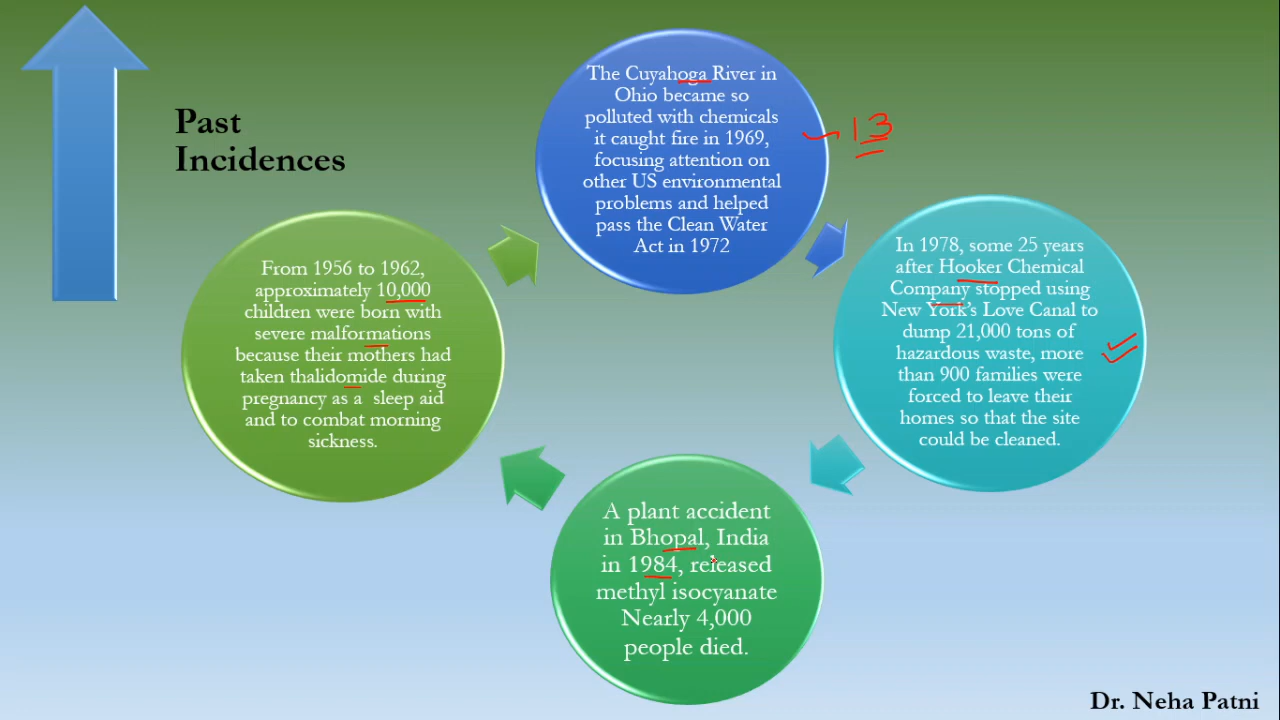 Past
Incidences
The Cuyahoga River in
Ohio became so
polluted with chemicals
it caught fire in 1969,
focusing attention on
other US environmental
problems and helped
pass the Clean Water
Act in 1972
13
In 1978, some 25 years
after Hooker Chemical
Company stopped using
New York's Love Canal to
dump 21,000 tons of
hazardous waste, more
than 900 families were
forced to leave their
homes so that the site
could be cleaned.
A plant accident
in Bhopal, India
in 1984, released
methyl isocyanate
Nearly 4,000
people died.
From 1956 to 1962,
approximately 10,000
children were born with
severe malformations
because their mothers had
taken thalidomide during
pregnancy as a sleep aid
and to combat morning
sickness.
Dr. Neha Patni